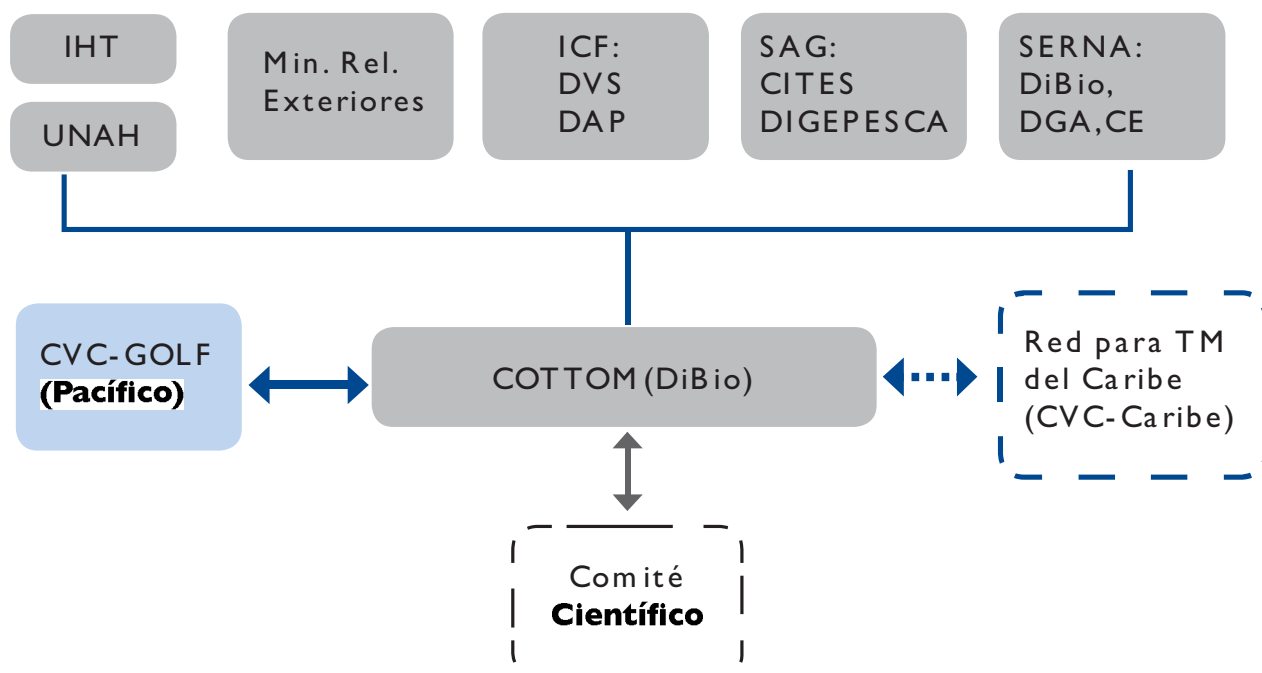 IHT
UNAH
Min. Rel.
Exteriores
ICF:
DVS
DAP
SAG:
CITES
DIGEPESCA
SERNA:
DiBio,
DGA,CE
CVC-GOLF
(Pacífico)
COTTOM (DiBio)
Red para TM
del Caribe
(CVC-Caribe)
Comité
Científico